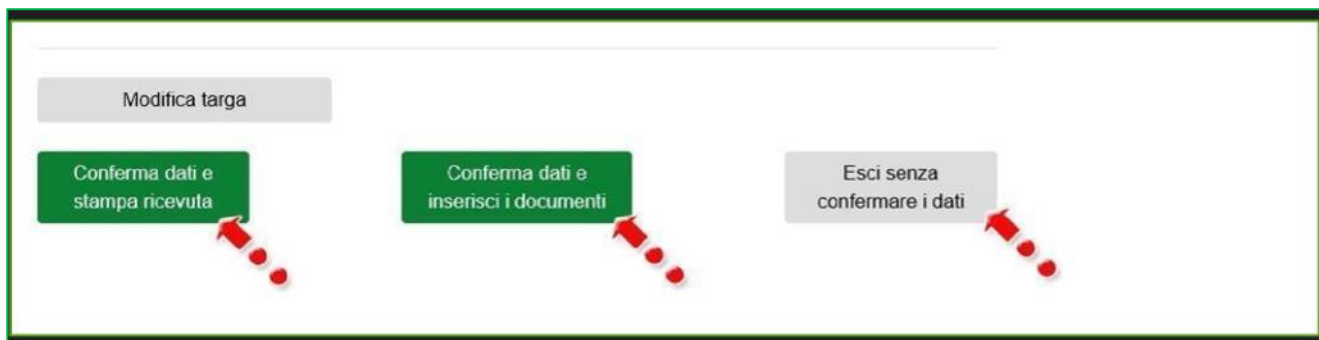 Modifica targa
Conferma dati e
stampa ricevuta
Conferma dati e
inserisci i documenti
Esci senza
confermare i dati